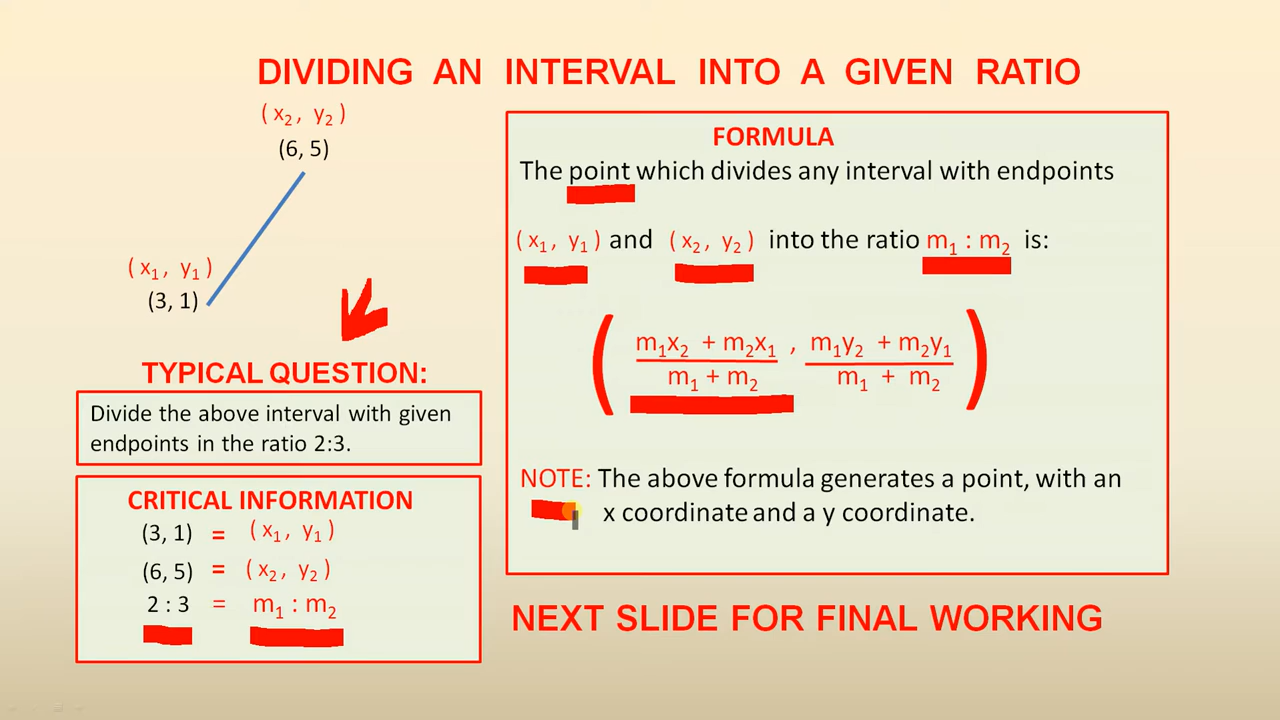 DIVIDING AN INTERVAL INTO A GIVEN RATIO
( x₂ , y₂ )
(6, 5)
( x₁ , y₁ )
(3, 1)
TYPICAL QUESTION:
Divide the above interval with given
endpoints in the ratio 2:3.
CRITICAL INFORMATION
(3, 1) = ( x₁ , y₁ )
(6, 5) = ( x₂ , y₂ )
2 : 3 = m₁ : m₂
FORMULA
The point which divides any interval with endpoints
( x₁ , y₁ ) and ( x₂ , y₂ ) into the ratio m₁ : m₂ is:
( m₁x₂ + m₂x₁ , m₁y₂ + m₂y₁ )
m₁ + m₂ m₁ + m₂
NOTE: The above formula generates a point, with an
x coordinate and a y coordinate.
NEXT SLIDE FOR FINAL WORKING